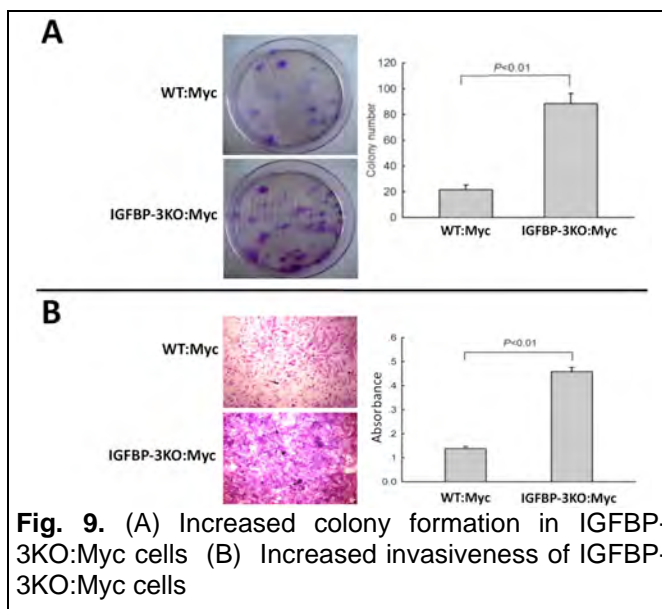 A
WT:Myc
IGFBP-3KO:Myc
Colony number
120
100
80
60
40
20
0
P<0.01
WT:Myc IGFBP-3KO:Myc
B
WT:Myc
IGFBP-3KO:Myc
Absorbance
.6
.5
.4
.3
.2
.1
0.0
P<0.01
WT:Myc IGFBP-3KO:Myc
Fig. 9. (A) Increased colony formation in IGFBP-
3KO:Myc cells (B) Increased invasiveness of IGFBP-
3KO:Myc cells